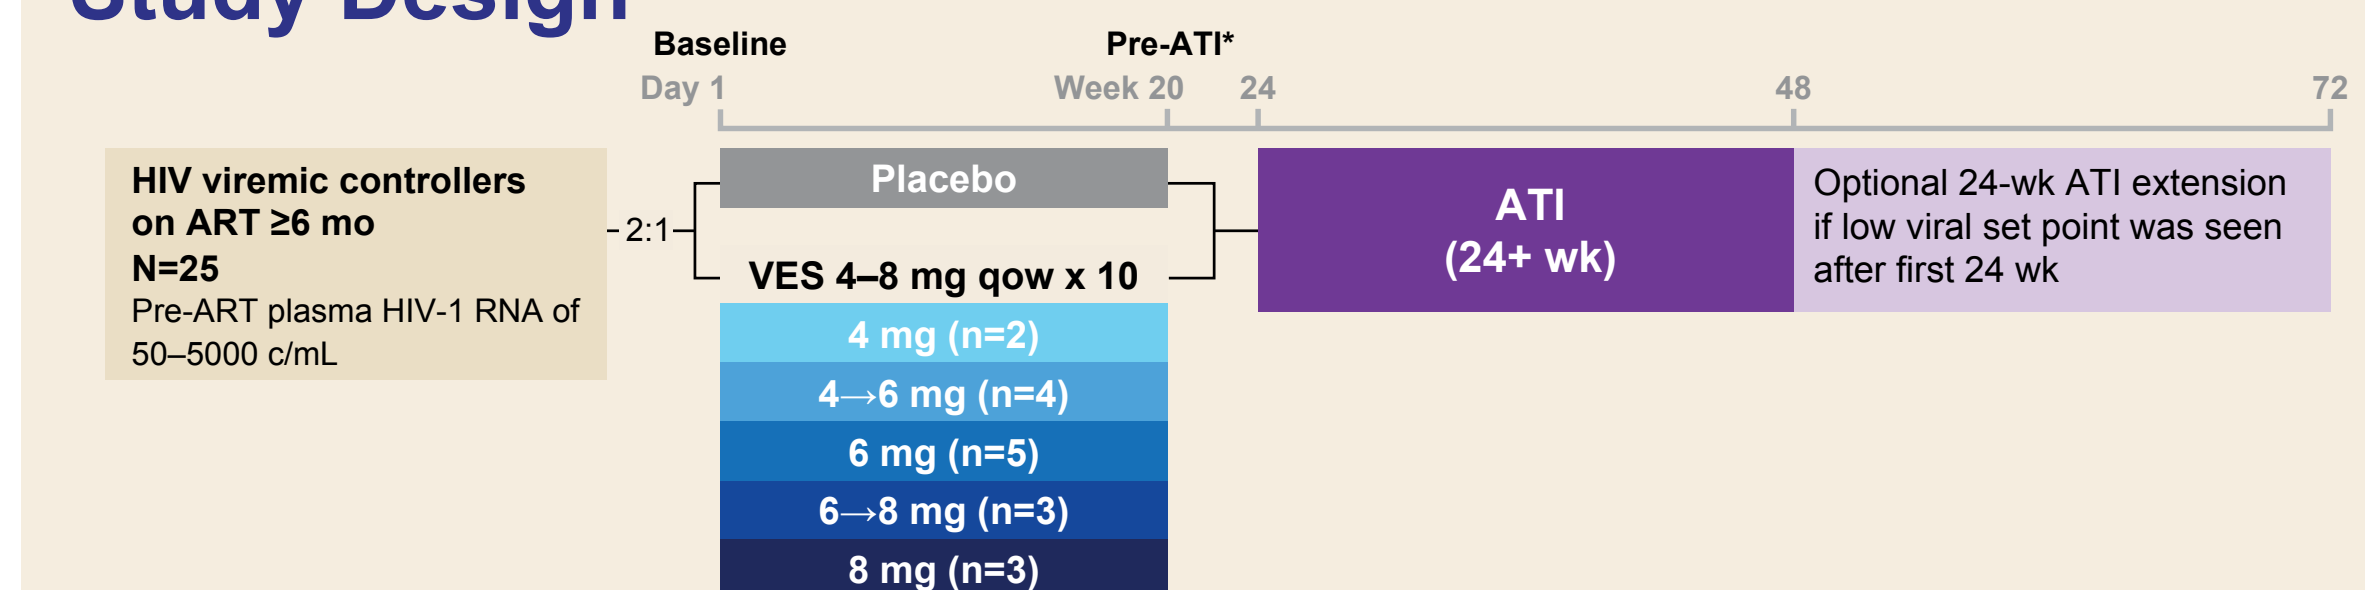 Study Design
Baseline
Pre-ATI*
Day 1
Week 20
24
48
72
HIV viremic controllers
on ART ≥6 mo
N=25
Pre-ART plasma HIV-1 RNA of
50–5000 c/mL
2:1
Placebo
VES 4–8 mg qow x 10
4 mg (n=2)
4→6 mg (n=4)
6 mg (n=5)
6→8 mg (n=3)
8 mg (n=3)
ATI
(24+ wk)
Optional 24-wk ATI extension
if low viral set point was seen
after first 24 wk